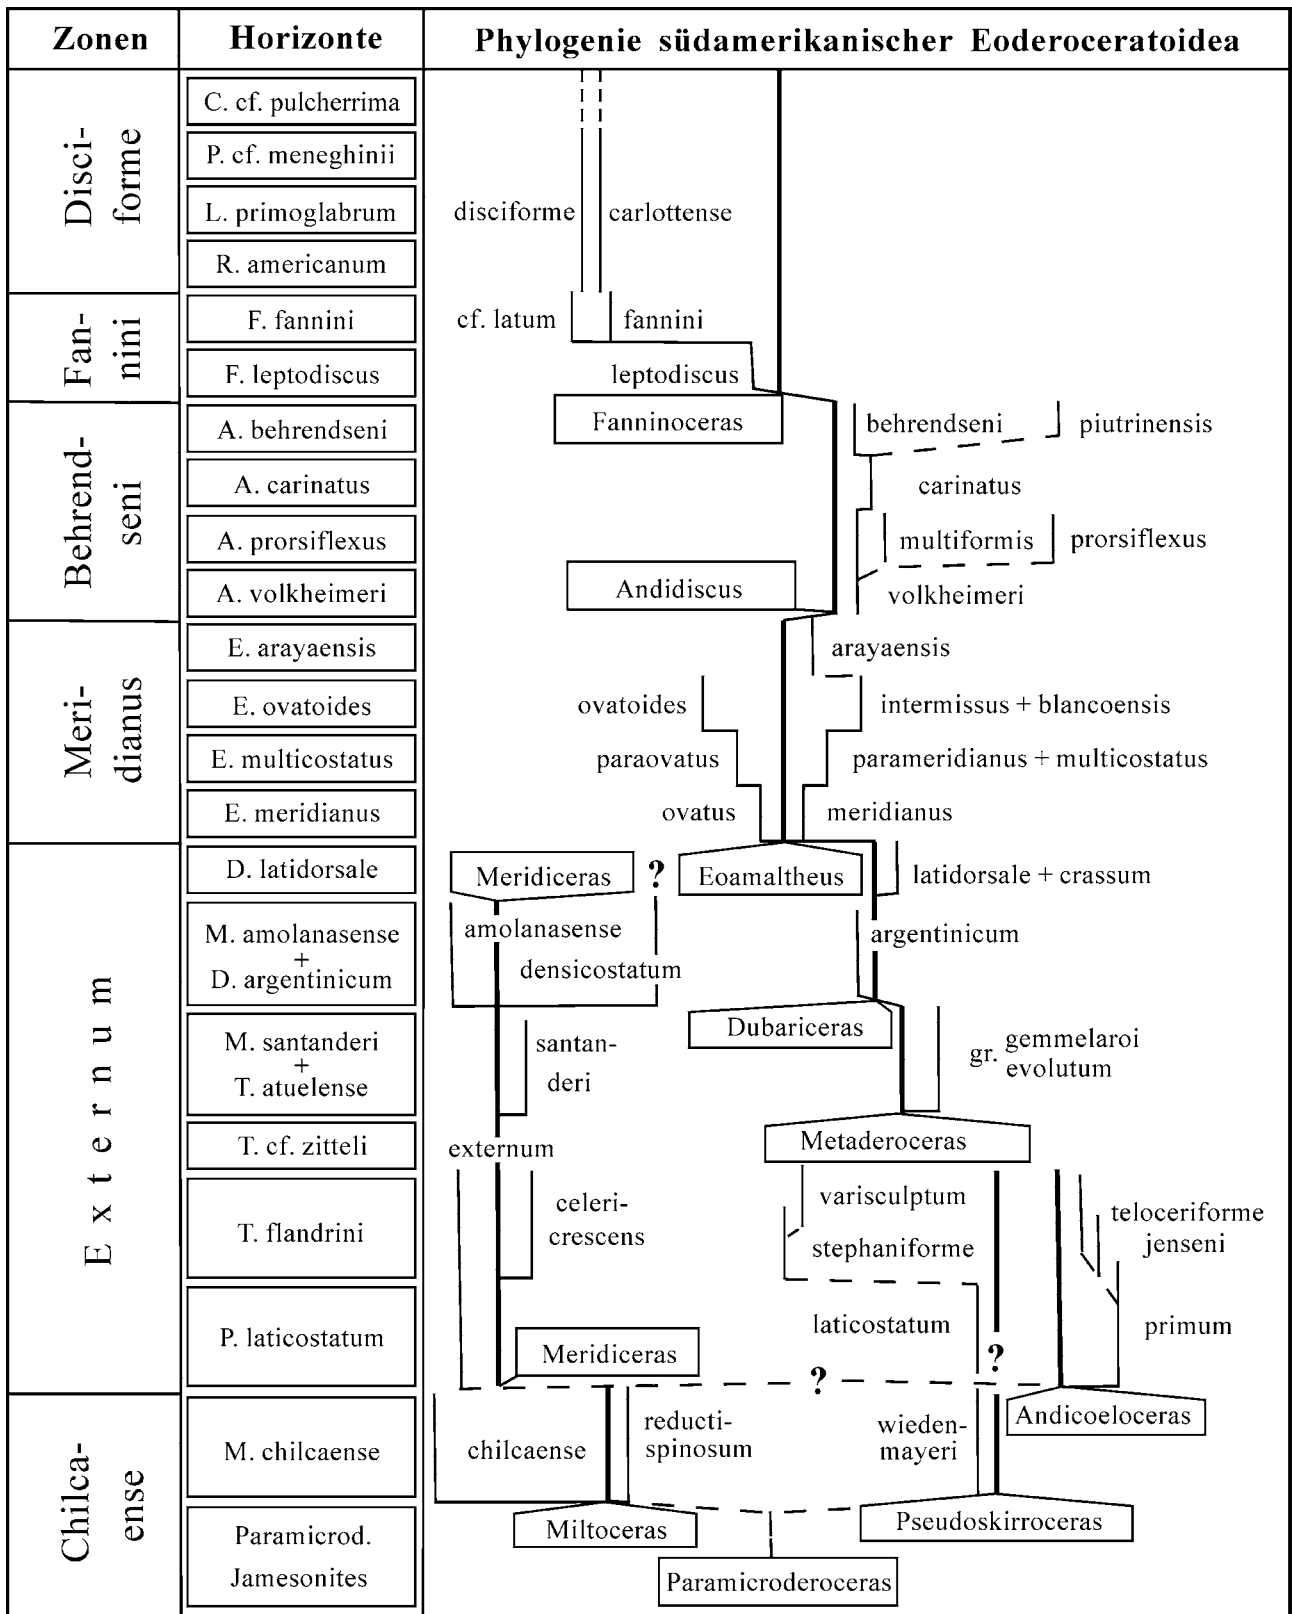 Zonen
Horizonte
Phylogenie südamerikanischer Eoderoceratoidea
Disci-
forme
C. cf. pulcherrima
P. cf. meneghinii
L. primoglabrum
R. americanum
disciforme
carlottense
Fan-
nini
F. fannini
F. leptodiscus
cf. latum
fannini
leptodiscus
Fanninoceras
Behrend-
seni
A. behrendseni
A. carinatus
A. prorsiflexus
A. volkheimeri
behrendseni
piutrinensis
carinatus
multiformis
prorsiflexus
Andidiscus
volkheimeri
Meri-
dianus
E. arayaensis
E. ovatoides
E. multicostatus
E. meridianus
arayaensis
ovatoides
intermissus + blancoensis
paraovatus
parameridianus + multicostatus
ovatus
meridianus
Externum
D. latidorsale
M. amolanasense
+
D. argentinicum
M. santanderi
+
T. atuelense
T. cf. zitteli
T. flandrini
P. laticostatum
Meridiceras
?
Eoamaltheus
latidorsale + crassum
amolanasense
densicostatum
argentinicum
Dubariceras
santan-
deri
gr.
gemmelaroi
evolutum
externum
Metaderoceras
celeri-
crescens
varisculptum
stephaniforme
teloceriforme
jenseni
laticostatum
primum
Meridiceras
?
?
Andicoeloceras
Chilca-
ense
M. chilcaense
Paramicrod.
Jamesonites
chilcaense
reducti-
spinosum
wieden-
mayeri
Miltoceras
Pseudoskirroceras
Paramicroderoceras